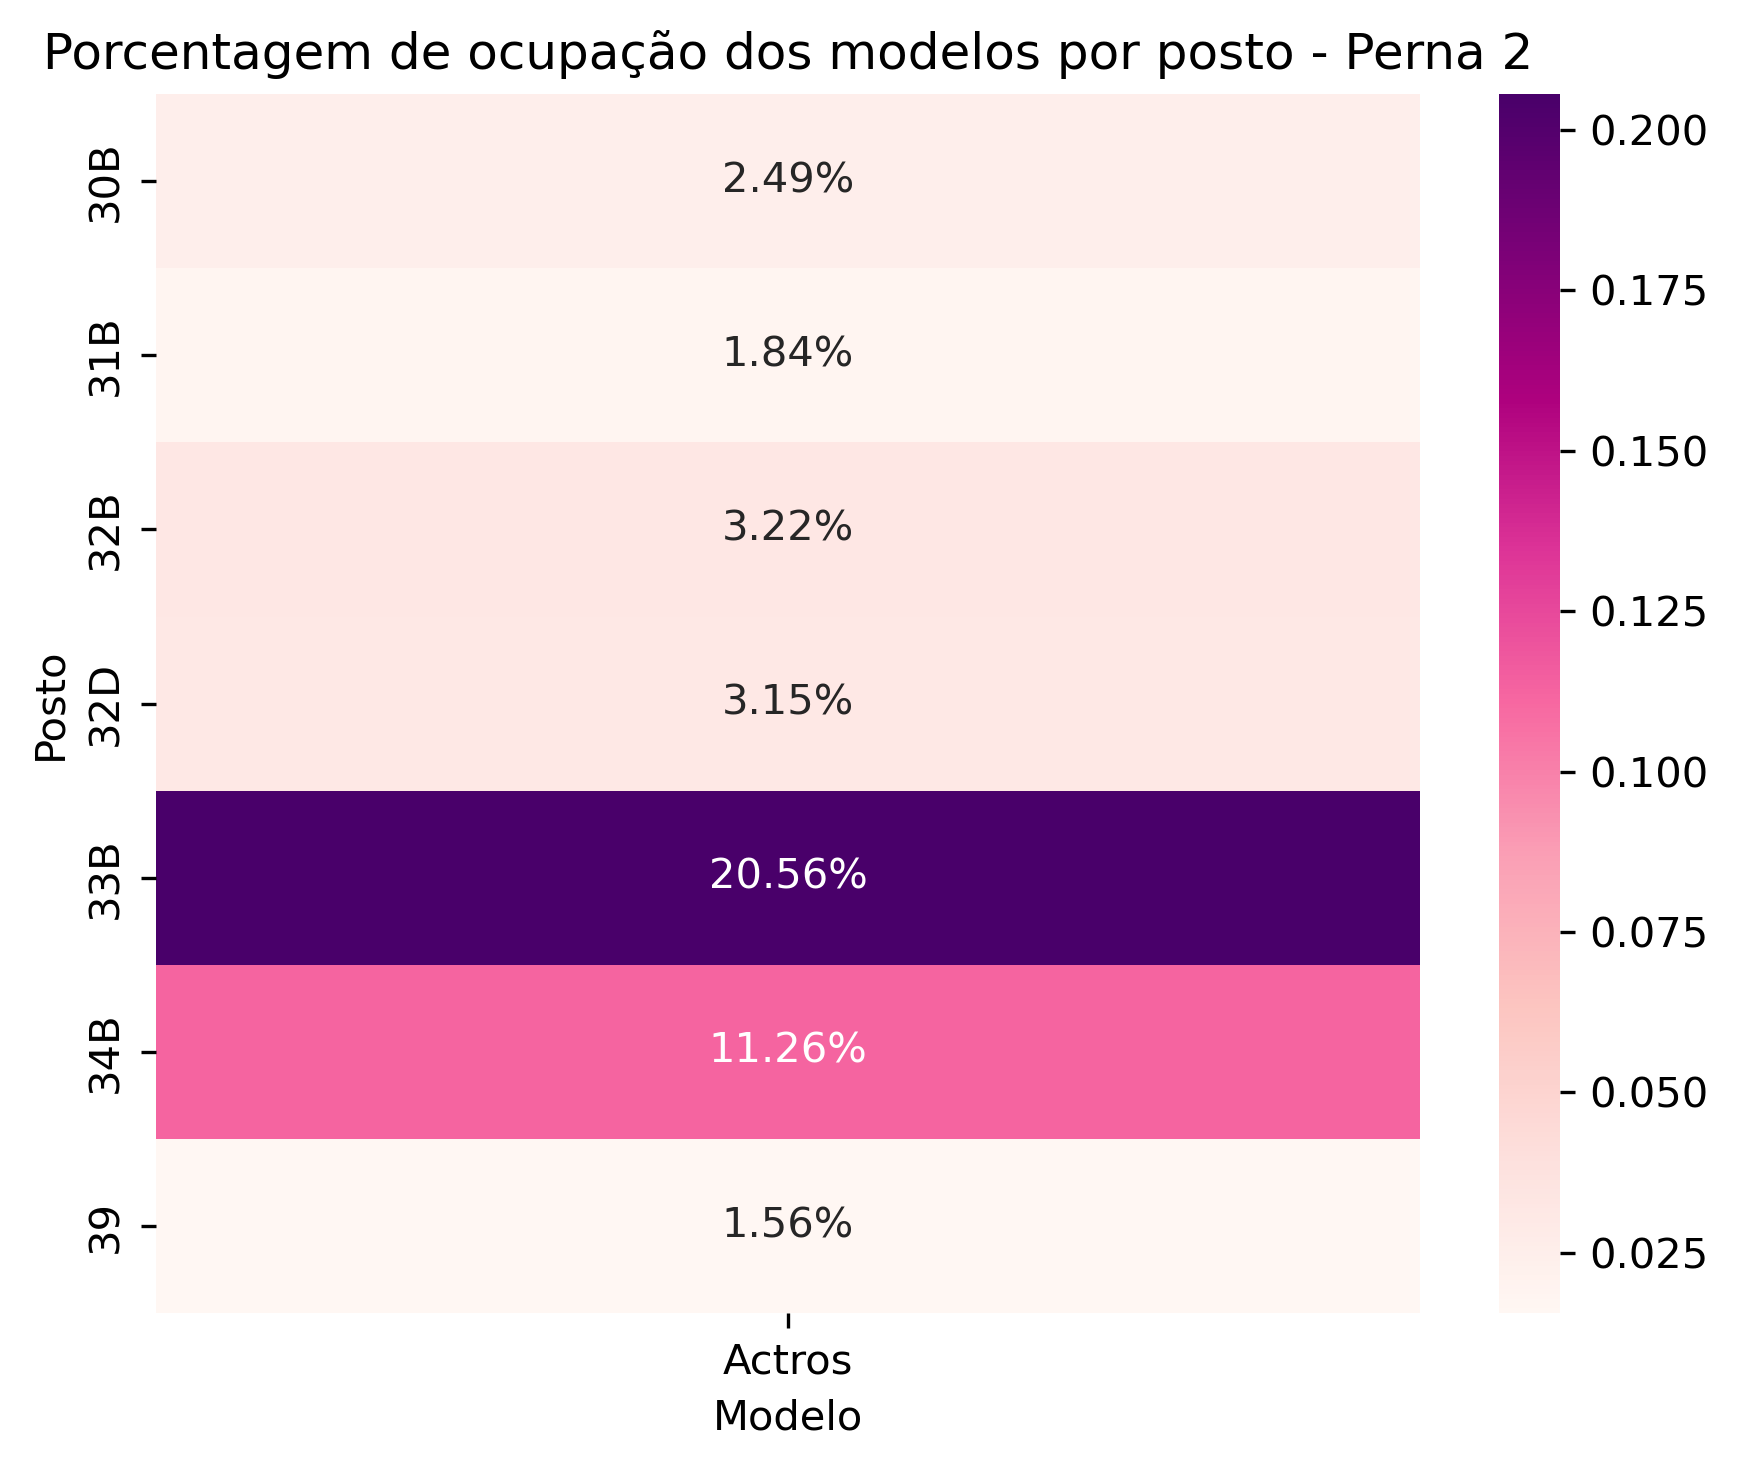 Porcentagem de ocupação dos modelos por posto - Perna 2
Posto
30B
2.49%
31B
1.84%
32B
3.22%
32D
3.15%
33B
20.56%
34B
11.26%
39
1.56%
Actros
Modelo
0.200
0.175
0.150
0.125
0.100
0.075
0.050
0.025